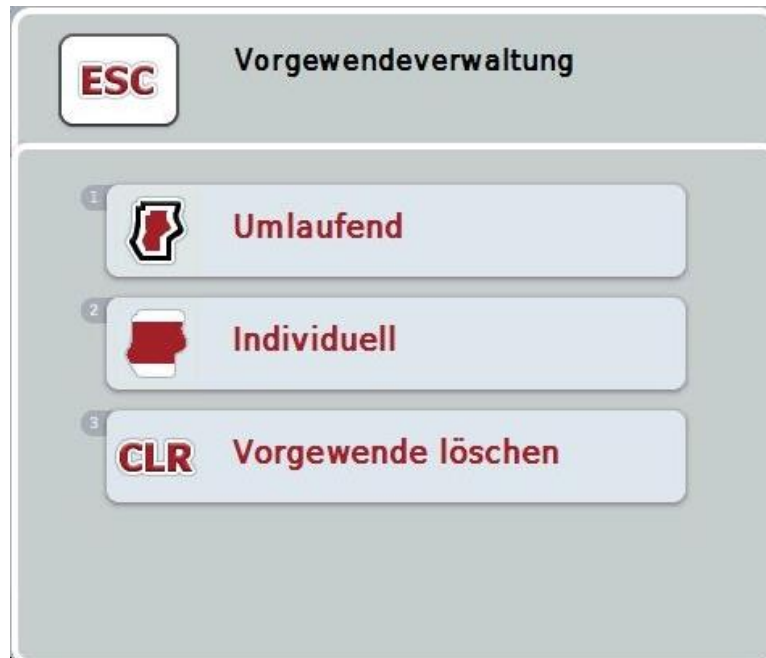 ESC
Vorgewendeverwaltung
1
Umlaufend
2
Individuell
3
CLR
Vorgewende löschen